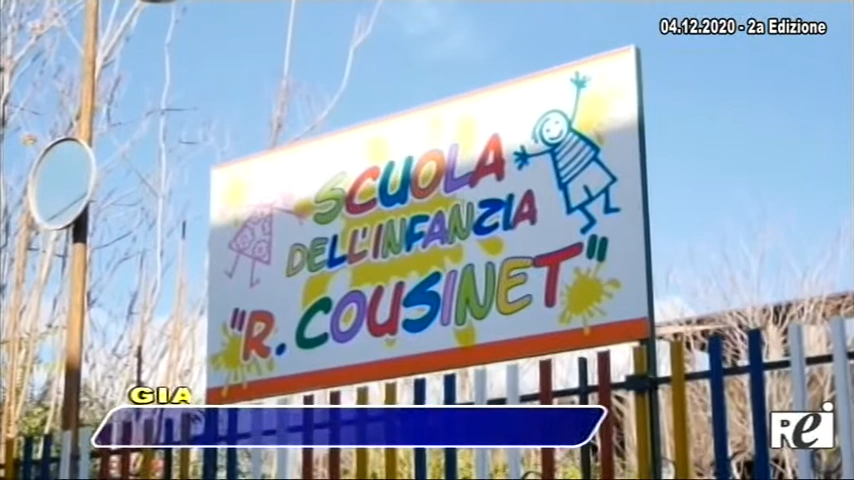 04.12.2020 - 2a Edizione
SCUOLA
DELL'INFANZIA
"R. COUSINET"
GIA
Rei